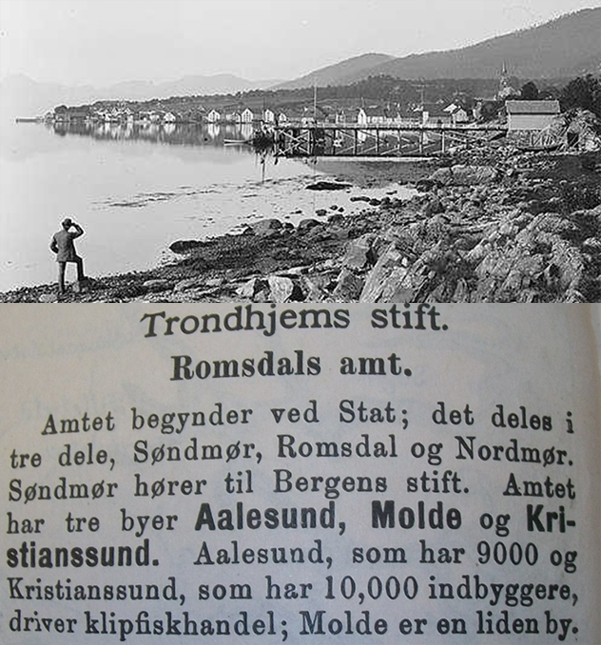 Trondhjems stift.
Romsdals amt.
Amtet begynder ved Stat; det deles i
tre dele, Søndmør, Romsdal og Nordmør.
Søndmør hører til Bergens stift. Amtet
har tre byer Aalesund, Molde og Kri-
stianssund. Aalesund, som har 9000 og
Kristianssund, som har 10,000 indbyggere,
driver klipfiskhandel; Molde er en liden by.